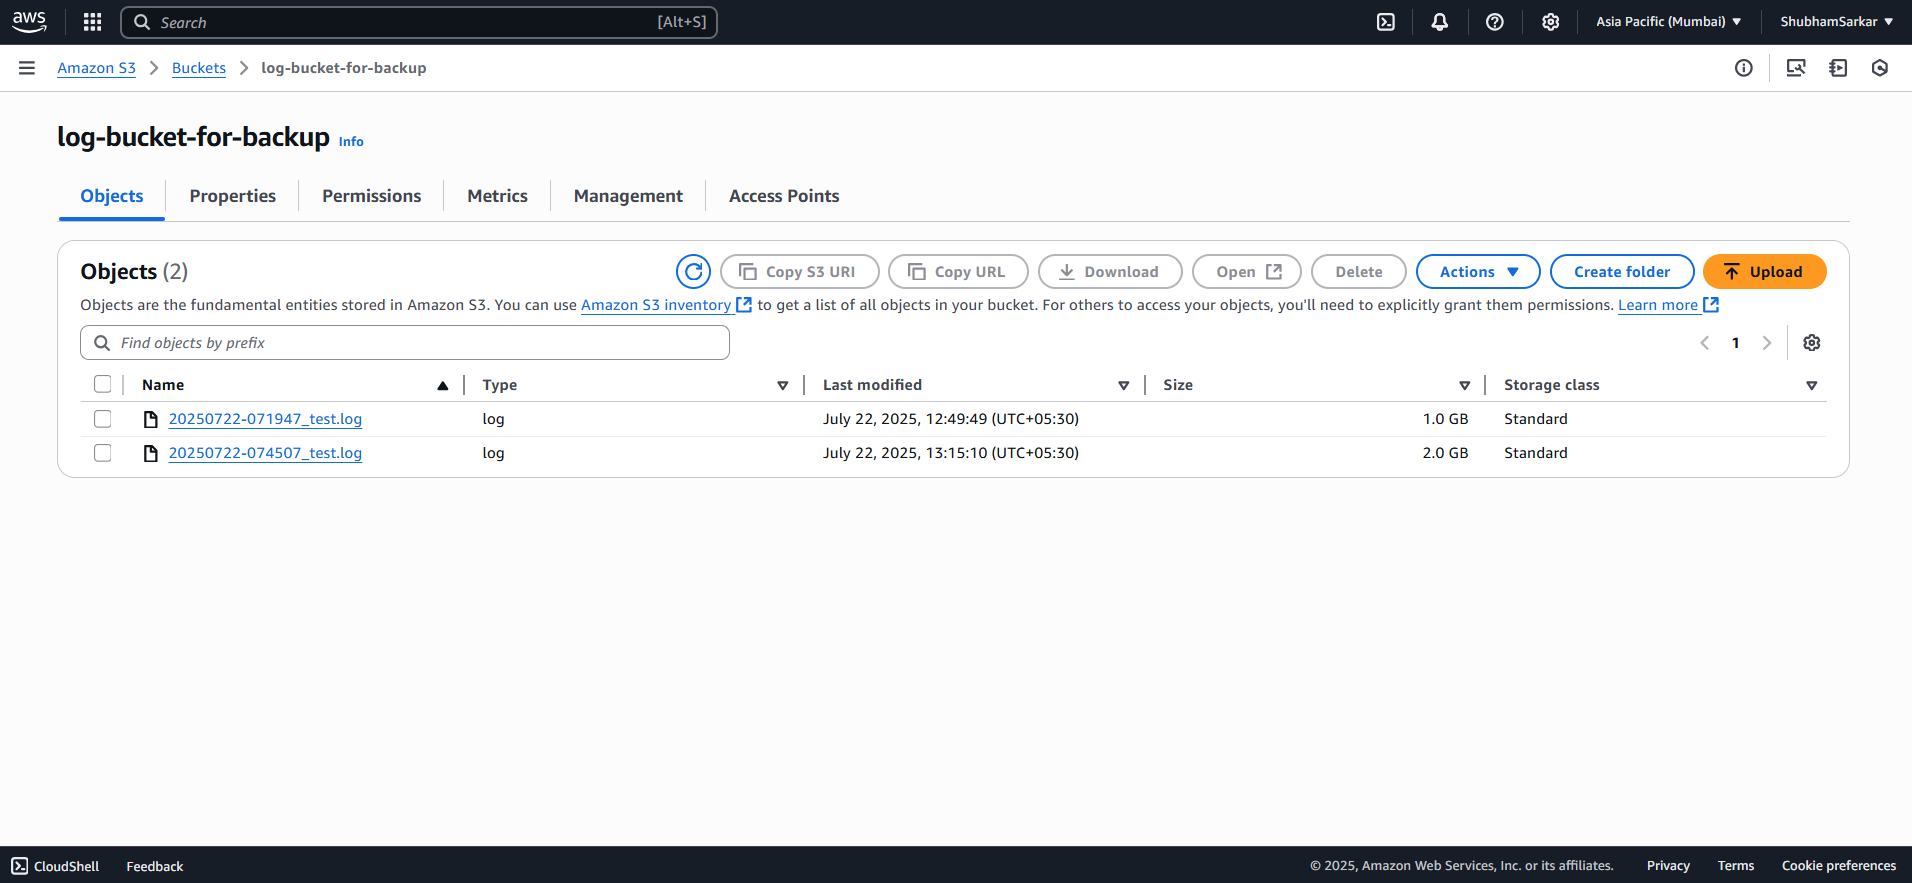 aws Search [Alt+S] Asia Pacific (Mumbai) ShubhamSarkar
Amazon S3 > Buckets > log-bucket-for-backup
log-bucket-for-backup Info
Objects Properties Permissions Metrics Management Access Points
Objects (2) Copy S3 URI Copy URL Download Open Delete Actions Create folder Upload
Objects are the fundamental entities stored in Amazon S3. You can use Amazon S3 inventory to get a list of all objects in your bucket. For others to access your objects, you'll need to explicitly grant them permissions. Learn more
Find objects by prefix 1
Name Type Last modified Size Storage class
20250722-071947_test.log log July 22, 2025, 12:49:49 (UTC+05:30) 1.0 GB Standard
20250722-074507_test.log log July 22, 2025, 13:15:10 (UTC+05:30) 2.0 GB Standard
CloudShell Feedback © 2025, Amazon Web Services, Inc. or its affiliates. Privacy Terms Cookie preferences